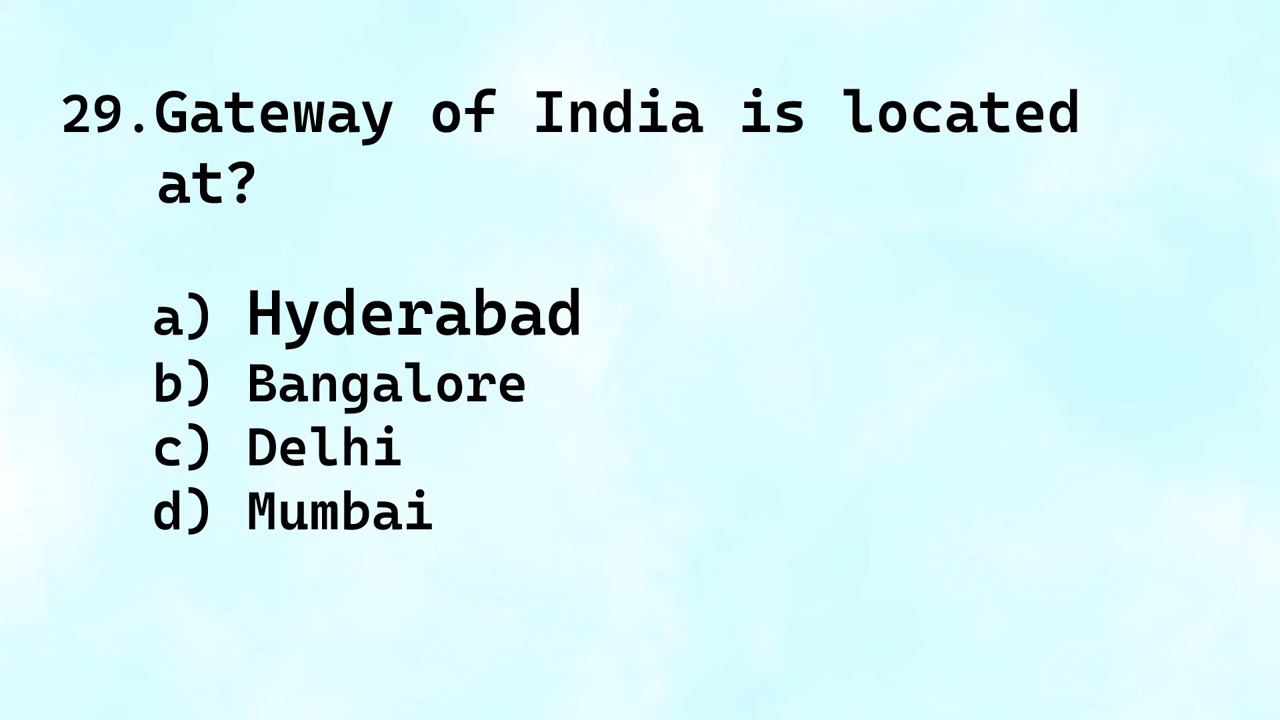 29.Gateway of India is located
at?
a) Hyderabad
b) Bangalore
c) Delhi
d) Mumbai